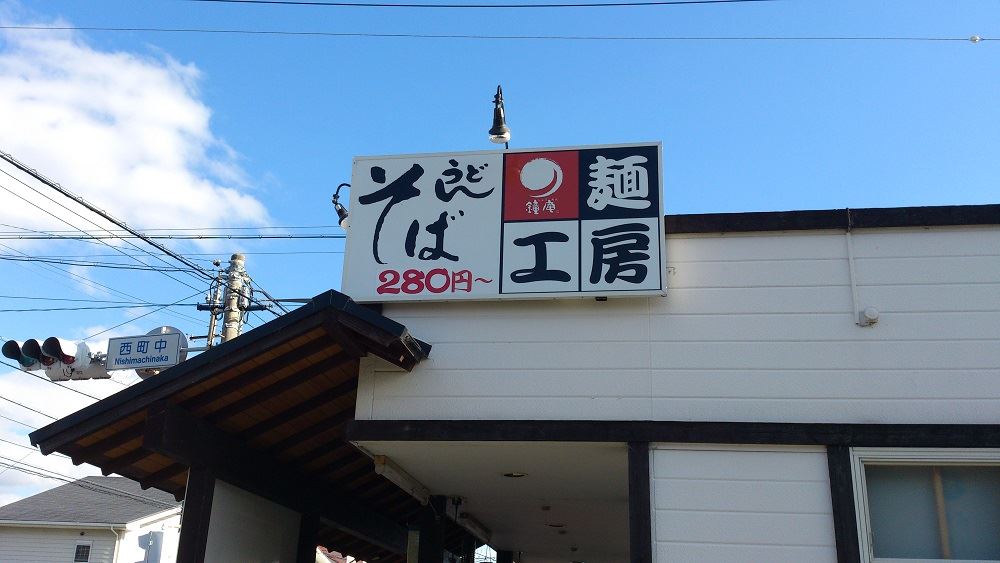 そば
うどん
280円～
鐘庵
麺
工房
西町中
Nishimachinaka